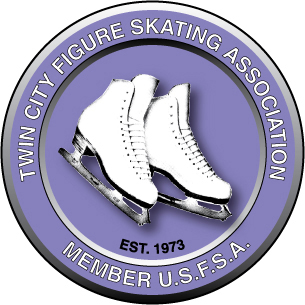 TWIN CITY FIGURE SKATING ASSOCIATION
EST. 1973
MEMBER U.S.F.S.A.